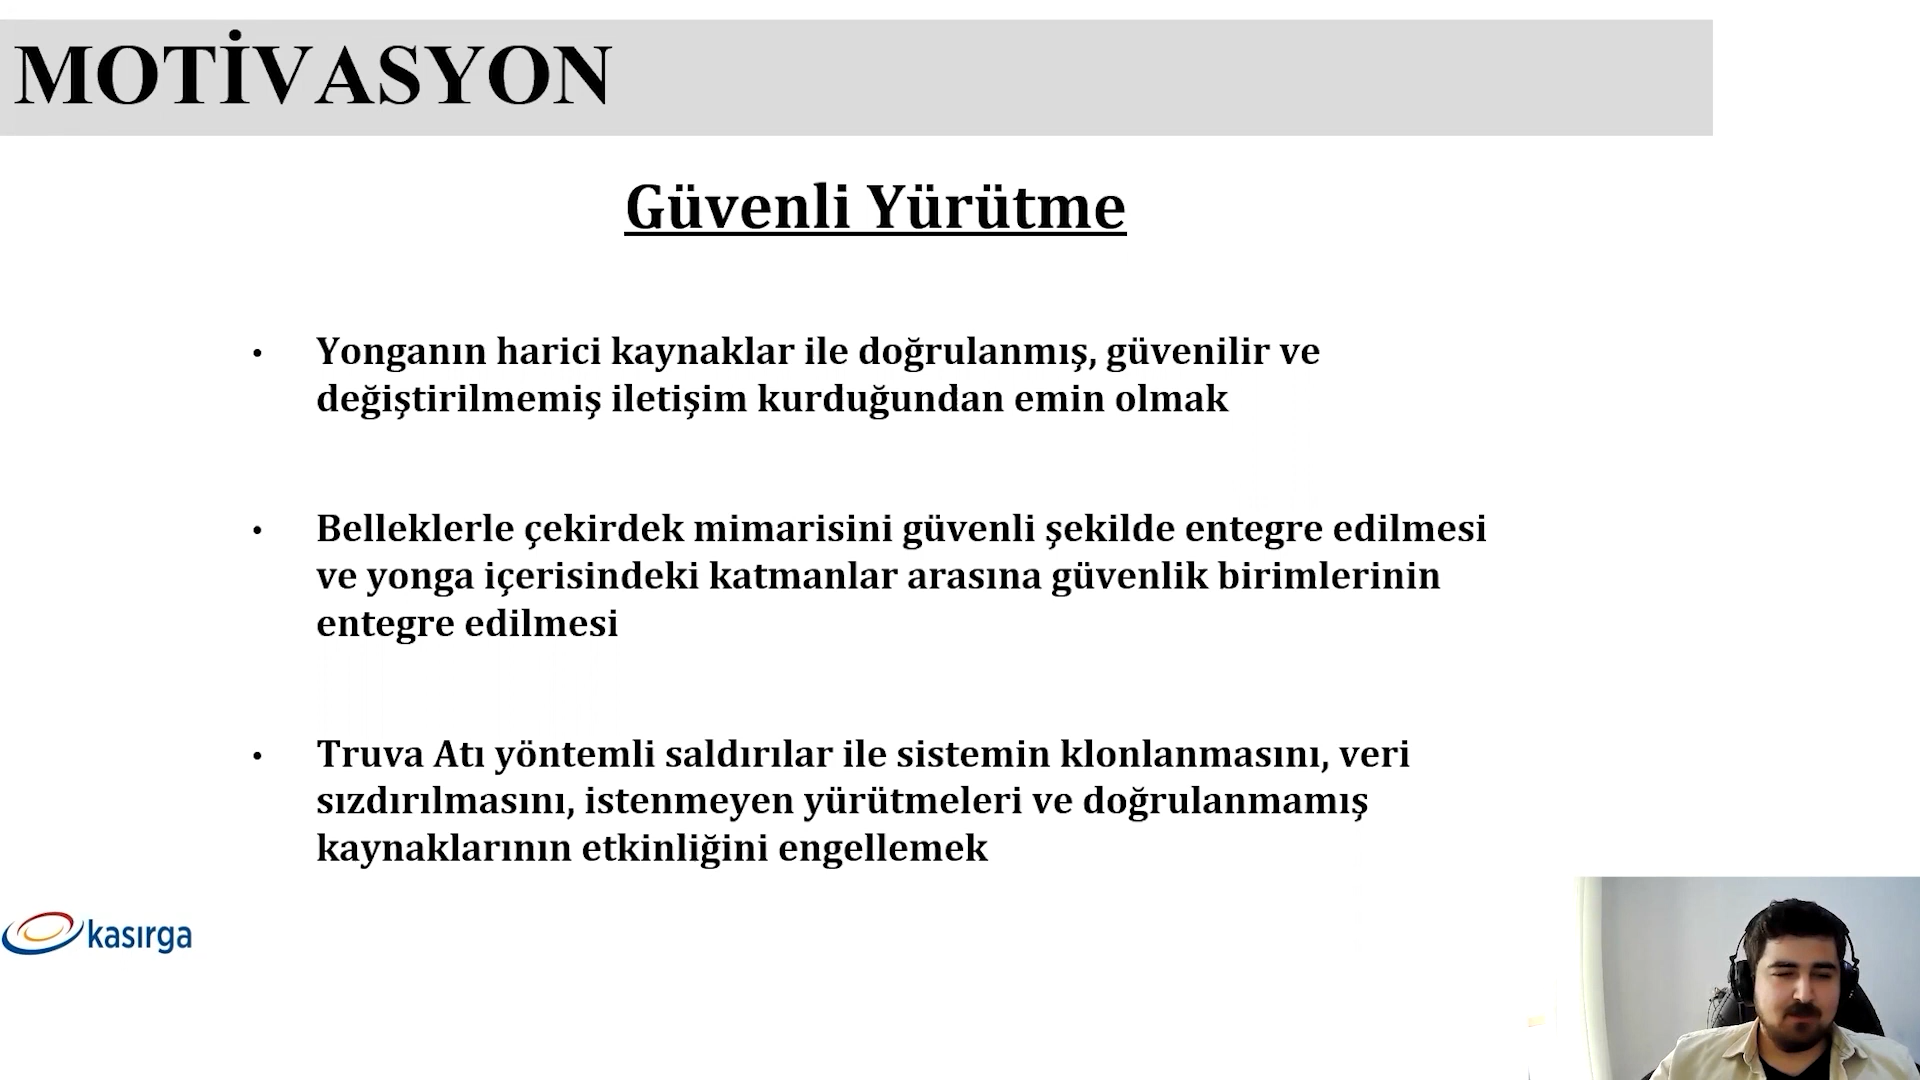 MOTİVASYON
Güvenli Yürütme
• Yonganın harici kaynaklar ile doğrulanmış, güvenilir ve
değiştirilmemiş iletişim kurduğundan emin olmak
• Belleklerle çekirdek mimarisini güvenli şekilde entegre edilmesi
ve yonga içerisindeki katmanlar arasına güvenlik birimlerinin
entegre edilmesi
• Truva Atı yöntemli saldırılar ile sistemin klonlanmasını, veri
sızdırılmasını, istenmeyen yürütmeleri ve doğrulanmamış
kaynaklarının etkinliğini engellemek
kasırga